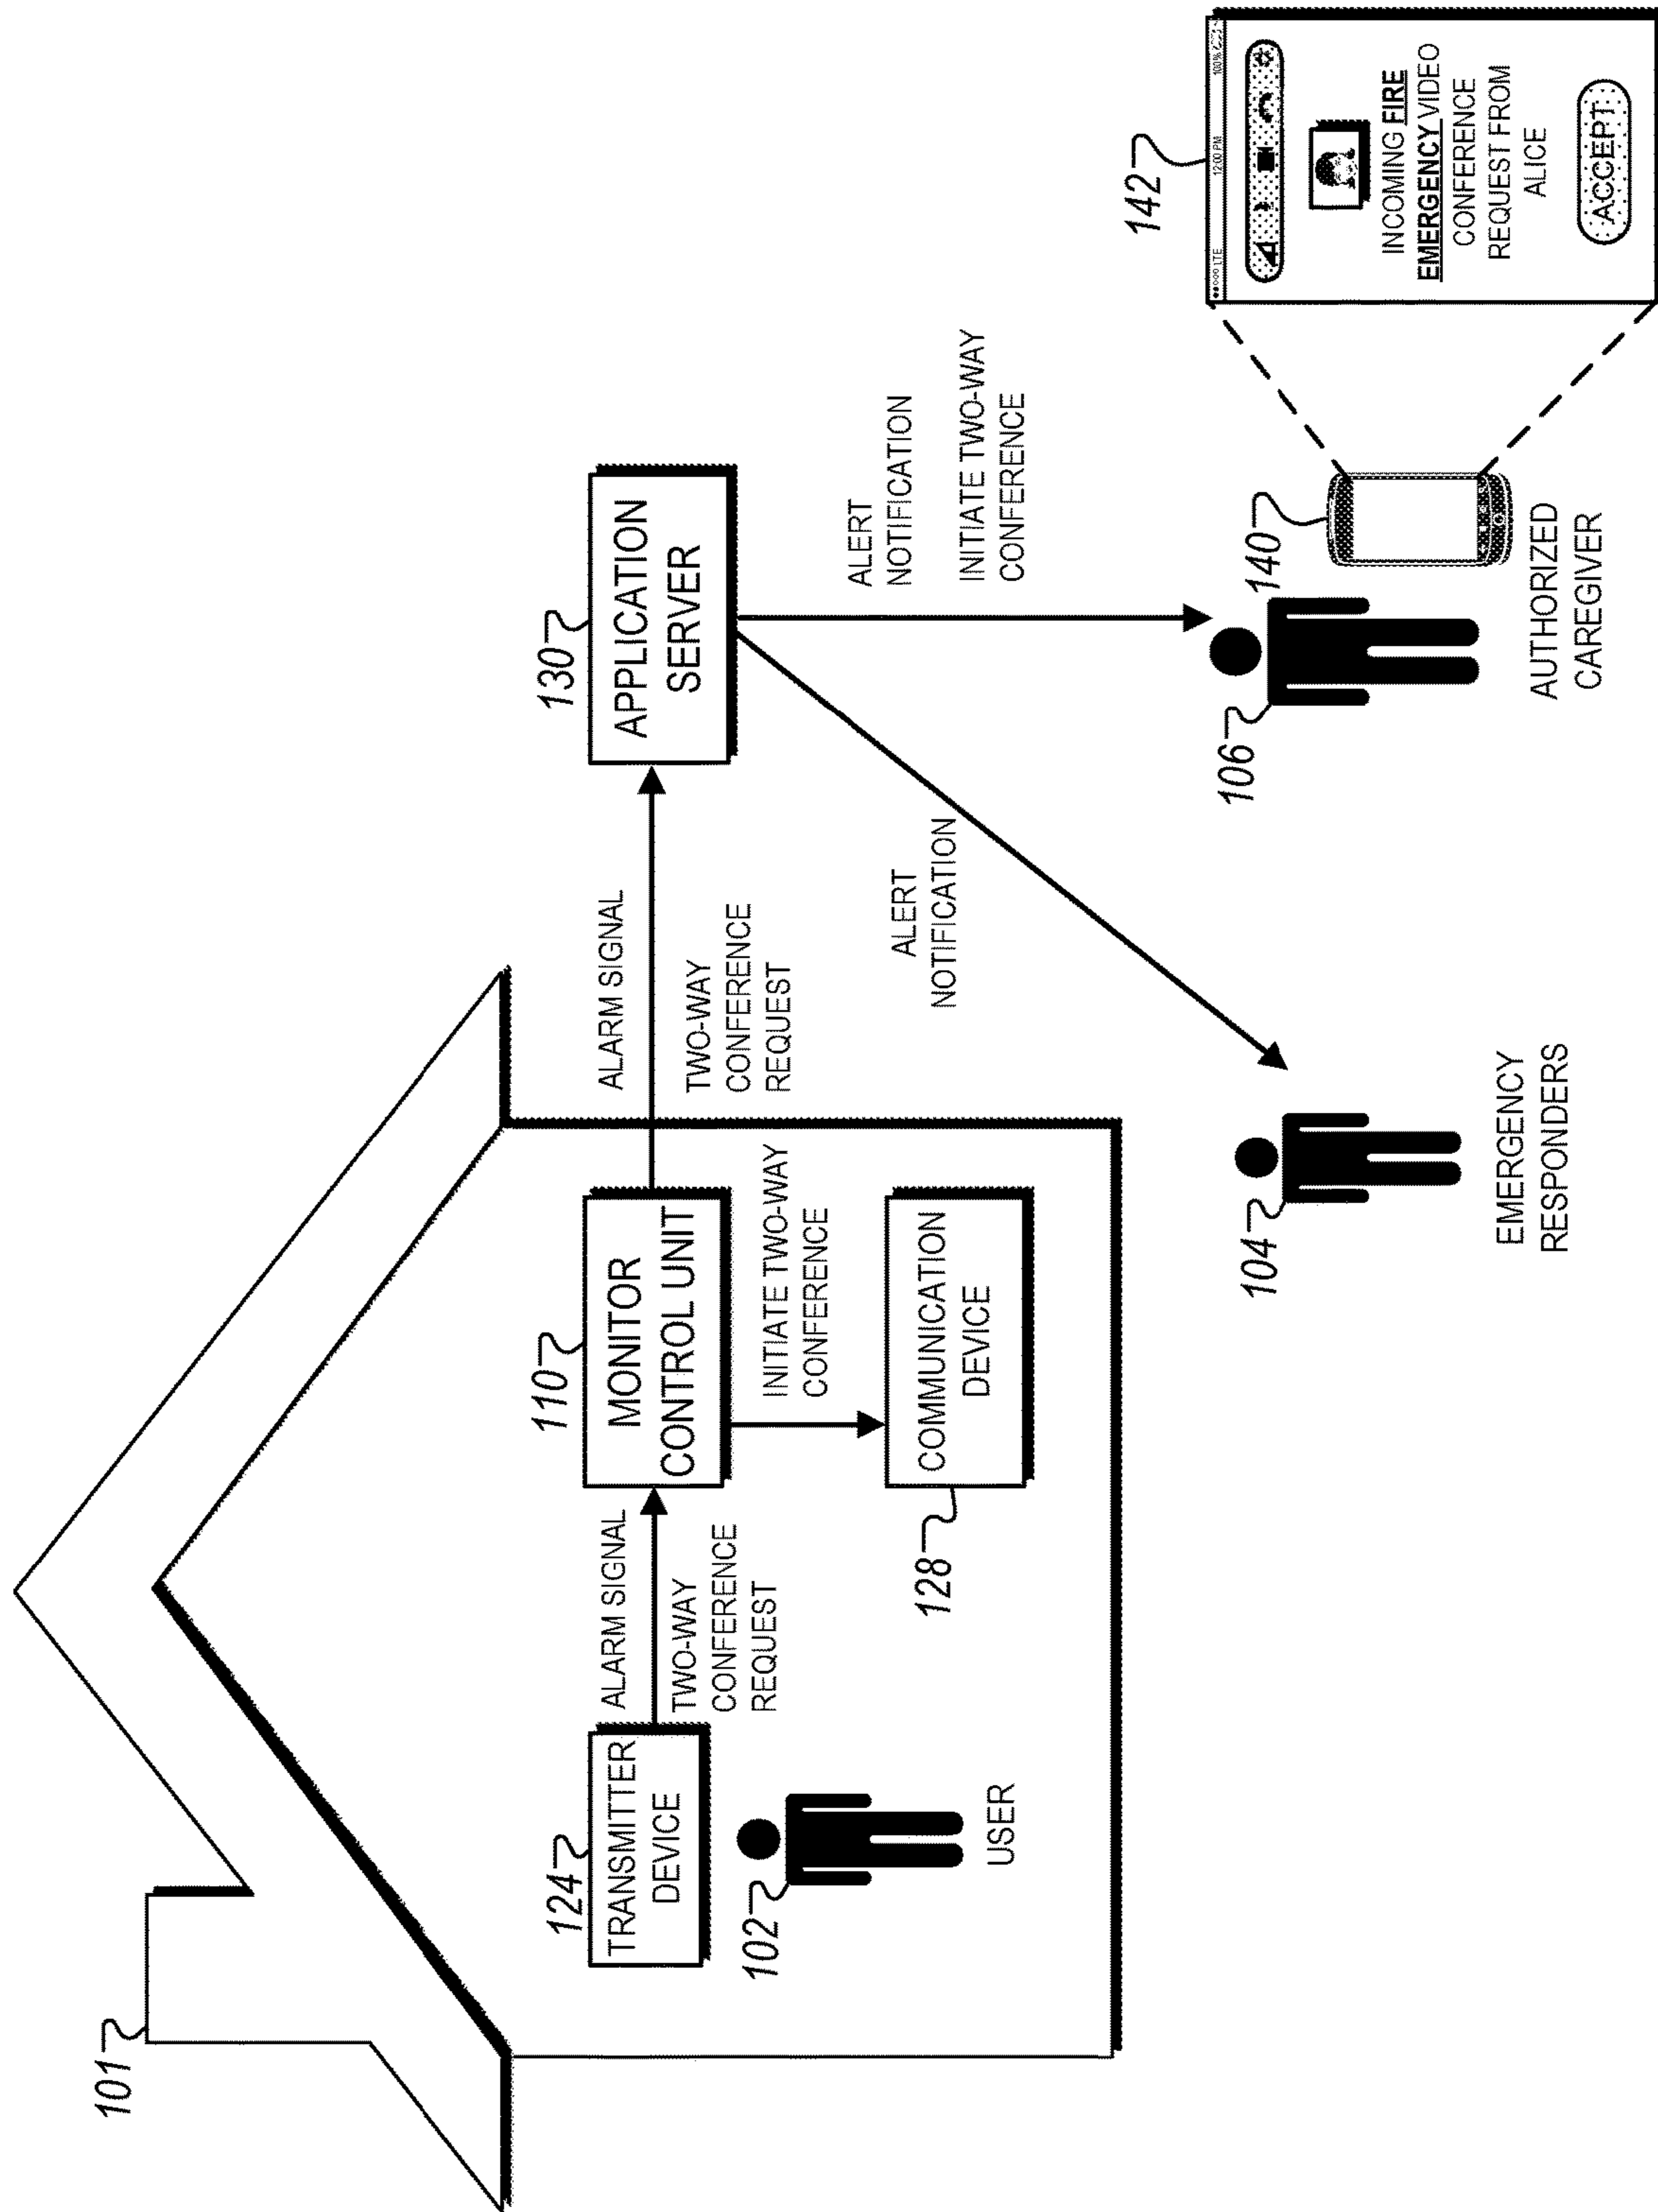 101
124
TRANSMITTER
DEVICE
102
USER
ALARM SIGNAL
TWO-WAY
CONFERENCE
REQUEST
110
MONITOR
CONTROL UNIT
INITIATE TWO-WAY
CONFERENCE
128
COMMUNICATION
DEVICE
ALARM SIGNAL
TWO-WAY
CONFERENCE
REQUEST
130
APPLICATION
SERVER
ALERT
NOTIFICATION
104
EMERGENCY
RESPONDERS
ALERT
NOTIFICATION
INITIATE TWO-WAY
CONFERENCE
106
140
AUTHORIZED
CAREGIVER
142
LTE 12:00 PM 100%
INCOMING FIRE
EMERGENCY VIDEO
CONFERENCE
REQUEST FROM
ALICE
ACCEPT